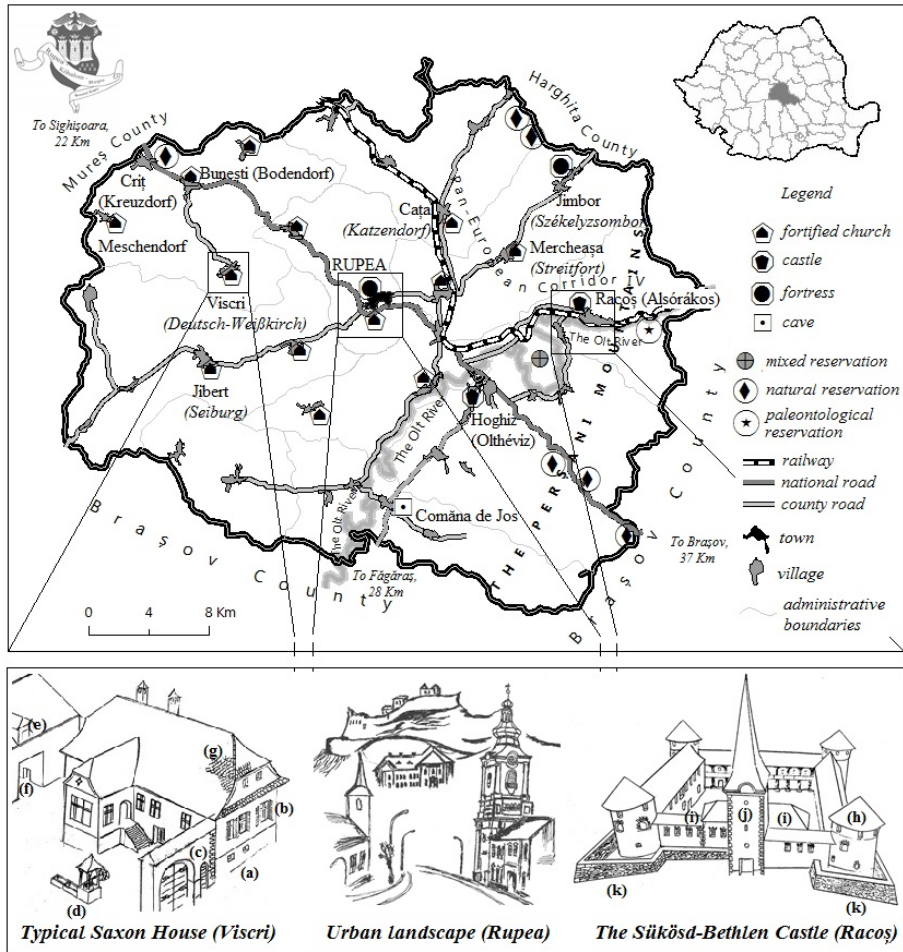 To Sighişoara,
22 Km
Mureş County
Harghita County
Criţ
(Kreuzdorf)
Buneşti (Bodendorf)
Meschendorf
Caţa
(Katzendorf)
Pan-European Corridor IV
Jimbor
(Székelyzsombor)
Mercheaşa
(Streitfort)
RUPEA
Viscri
(Deutsch-Weißkirch)
Racoş (Alsórákos)
The Olt River
Jibert
(Seiburg)
Hoghiz
(Olthéviz)
The Olt River
The Olt River
Comăna de Jos
THE PERSANI MOUNTAINS
Braşov County
Braşov County
To Făgăraş,
28 Km
To Braşov,
37 Km
0 4 8 Km
Legend
fortified church
castle
fortress
cave
mixed reservation
natural reservation
paleontological
reservation
railway
national road
county road
town
village
administrative
boundaries
(e)
(f)
(g)
(b)
(c)
(a)
(d)
(i)
(j)
(i)
(h)
(k)
(k)
Typical Saxon House (Viscri)
Urban landscape (Rupea)
The Sükösd-Bethlen Castle (Racoş)